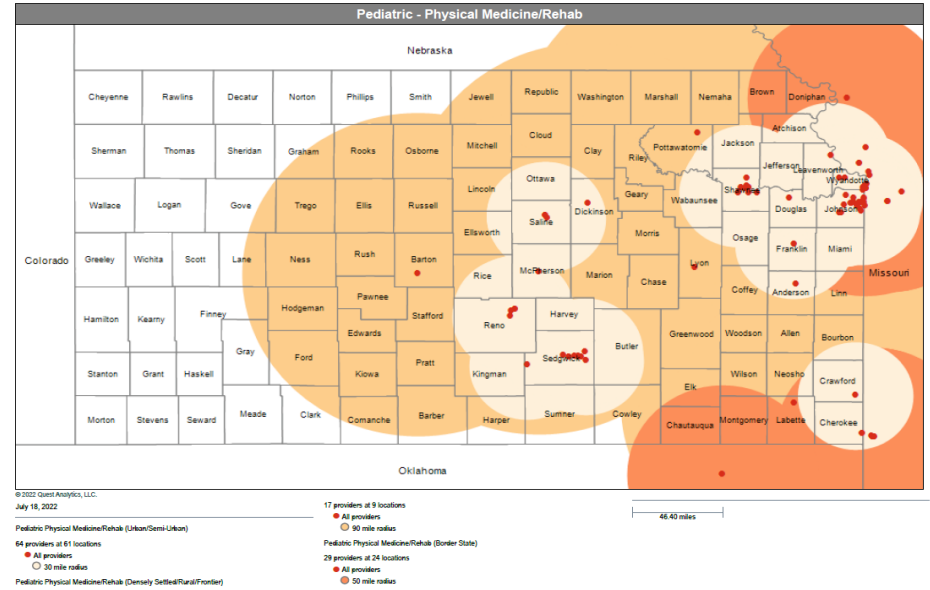 Pediatric - Physical Medicine/Rehab
Nebraska
Cheyenne Rawlins Decatur Norton Phillips Smith Jewell Republic Washington Marshall Nemaha Brown Doniphan
Atchison
Sherman Thomas Sheridan Graham Rooks Osborne Mitchell Cloud Clay Riley Pottawatomie Jackson
Jefferson Leavenworth
Wyandotte
Wallace Logan Gove Trego Ellis Russell Lincoln Ottawa Geary Wabaunsee Shawnee
Saline Dickinson Douglas Johnson
Ellsworth Morris
Colorado Greeley Wichita Scott Lane Ness Rush Barton Rice McPherson Marion Chase Lyon Osage Franklin Miami
Missouri
Hamilton Kearny Finney Hodgeman Pawnee Stafford Reno Harvey Coffey Anderson Linn
Gray Edwards
Ford Pratt Sedgwick Butler Greenwood Woodson Allen Bourbon
Stanton Grant Haskell Kiowa Kingman Elk Wilson Neosho Crawford
Morton Stevens Seward Meade Clark Comanche Barber Harper Sumner Cowley Chautauqua Montgomery Labette Cherokee
Oklahoma
© 2022 Quest Analytics, LLC.
July 18, 2022
Pediatric Physical Medicine/Rehab (Urban/Semi-Urban)
64 providers at 61 locations
All providers
30 mile radius
Pediatric Physical Medicine/Rehab (Densely Settled/Rural/Frontier)
17 providers at 9 locations
All providers
90 mile radius
Pediatric Physical Medicine/Rehab (Border State)
29 providers at 24 locations
All providers
50 mile radius
46.40 miles